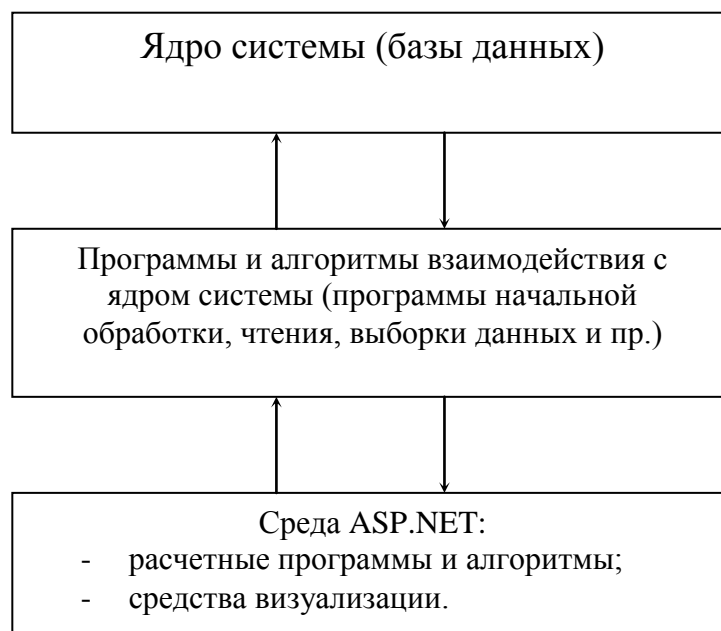 Ядро системы (базы данных)
Программы и алгоритмы взаимодействия с
ядром системы (программы начальной
обработки, чтения, выборки данных и пр.)
Среда ASP.NET:
- расчетные программы и алгоритмы;
- средства визуализации.